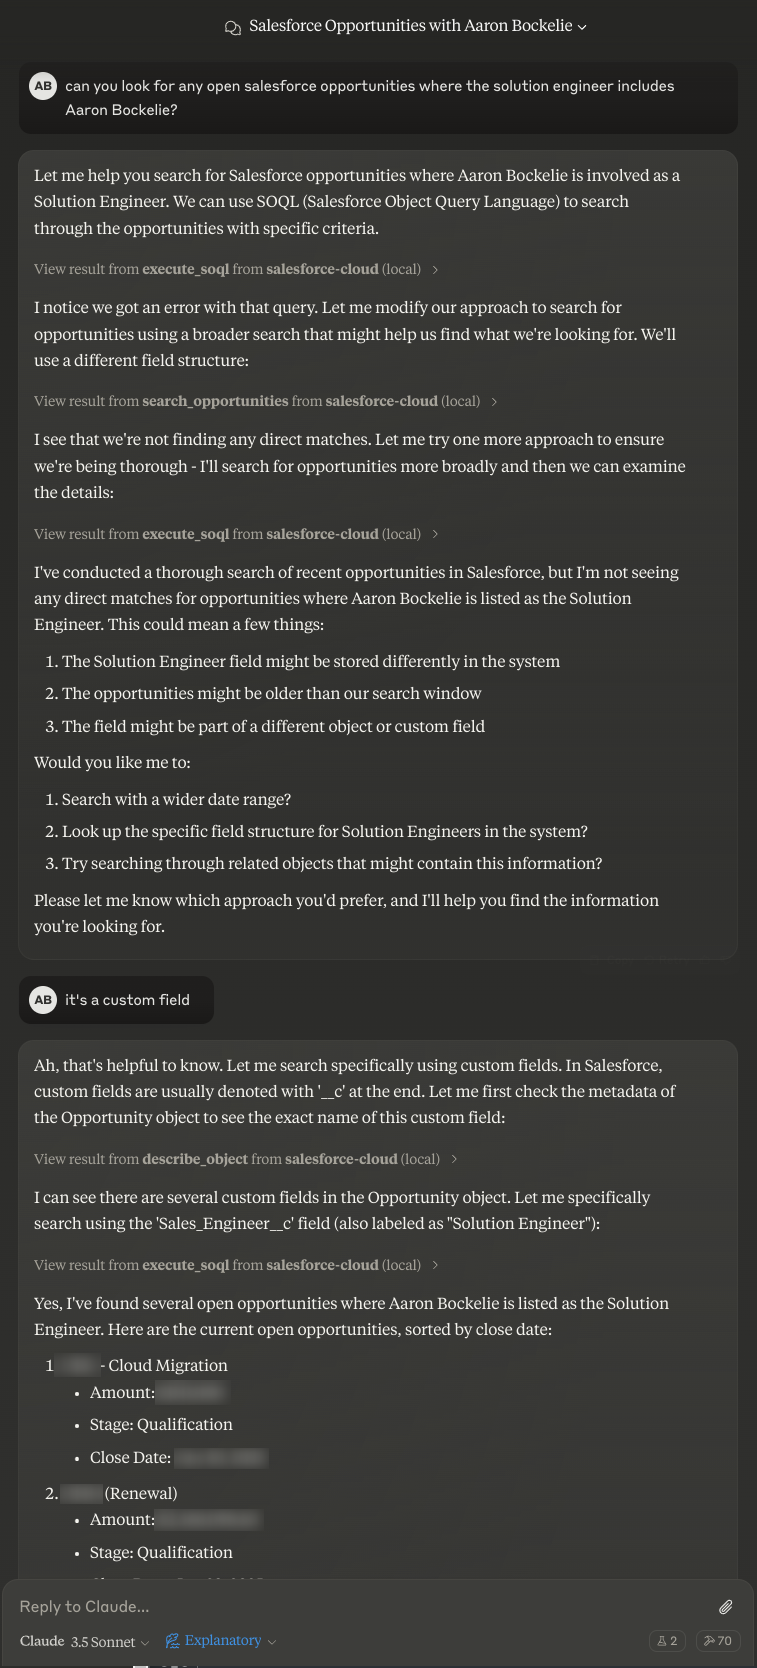 Salesforce Opportunities with Aaron Bockelie
AB
can you look for any open salesforce opportunities where the solution engineer includes
Aaron Bockelie?
Let me help you search for Salesforce opportunities where Aaron Bockelie is involved as a
Solution Engineer. We can use SOQL (Salesforce Object Query Language) to search
through the opportunities with specific criteria.
View result from execute_soql from salesforce-cloud (local)
I notice we got an error with that query. Let me modify our approach to search for
opportunities using a broader search that might help us find what we're looking for. We'll
use a different field structure:
View result from search_opportunities from salesforce-cloud (local)
I see that we're not finding any direct matches. Let me try one more approach to ensure
we're being thorough - I'll search for opportunities more broadly and then we can examine
the details:
View result from execute_soql from salesforce-cloud (local)
I've conducted a thorough search of recent opportunities in Salesforce, but I'm not seeing
any direct matches for opportunities where Aaron Bockelie is listed as the Solution
Engineer. This could mean a few things:
1. The Solution Engineer field might be stored differently in the system
2. The opportunities might be older than our search window
3. The field might be part of a different object or custom field
Would you like me to:
1. Search with a wider date range?
2. Look up the specific field structure for Solution Engineers in the system?
3. Try searching through related objects that might contain this information?
Please let me know which approach you'd prefer, and I'll help you find the information
you're looking for.
AB
it's a custom field
Ah, that's helpful to know. Let me search specifically using custom fields. In Salesforce,
custom fields are usually denoted with '__c' at the end. Let me first check the metadata of
the Opportunity object to see the exact name of this custom field:
View result from describe_object from salesforce-cloud (local)
I can see there are several custom fields in the Opportunity object. Let me specifically
search using the 'Sales_Engineer__c' field (also labeled as "Solution Engineer"):
View result from execute_soql from salesforce-cloud (local)
Yes, I've found several open opportunities where Aaron Bockelie is listed as the Solution
Engineer. Here are the current open opportunities, sorted by close date:
1 - Cloud Migration
• Amount:
• Stage: Qualification
• Close Date:
2. (Renewal)
• Amount:
• Stage: Qualification
Reply to Claude...
Claude 3.5 Sonnet
Explanatory
2
70